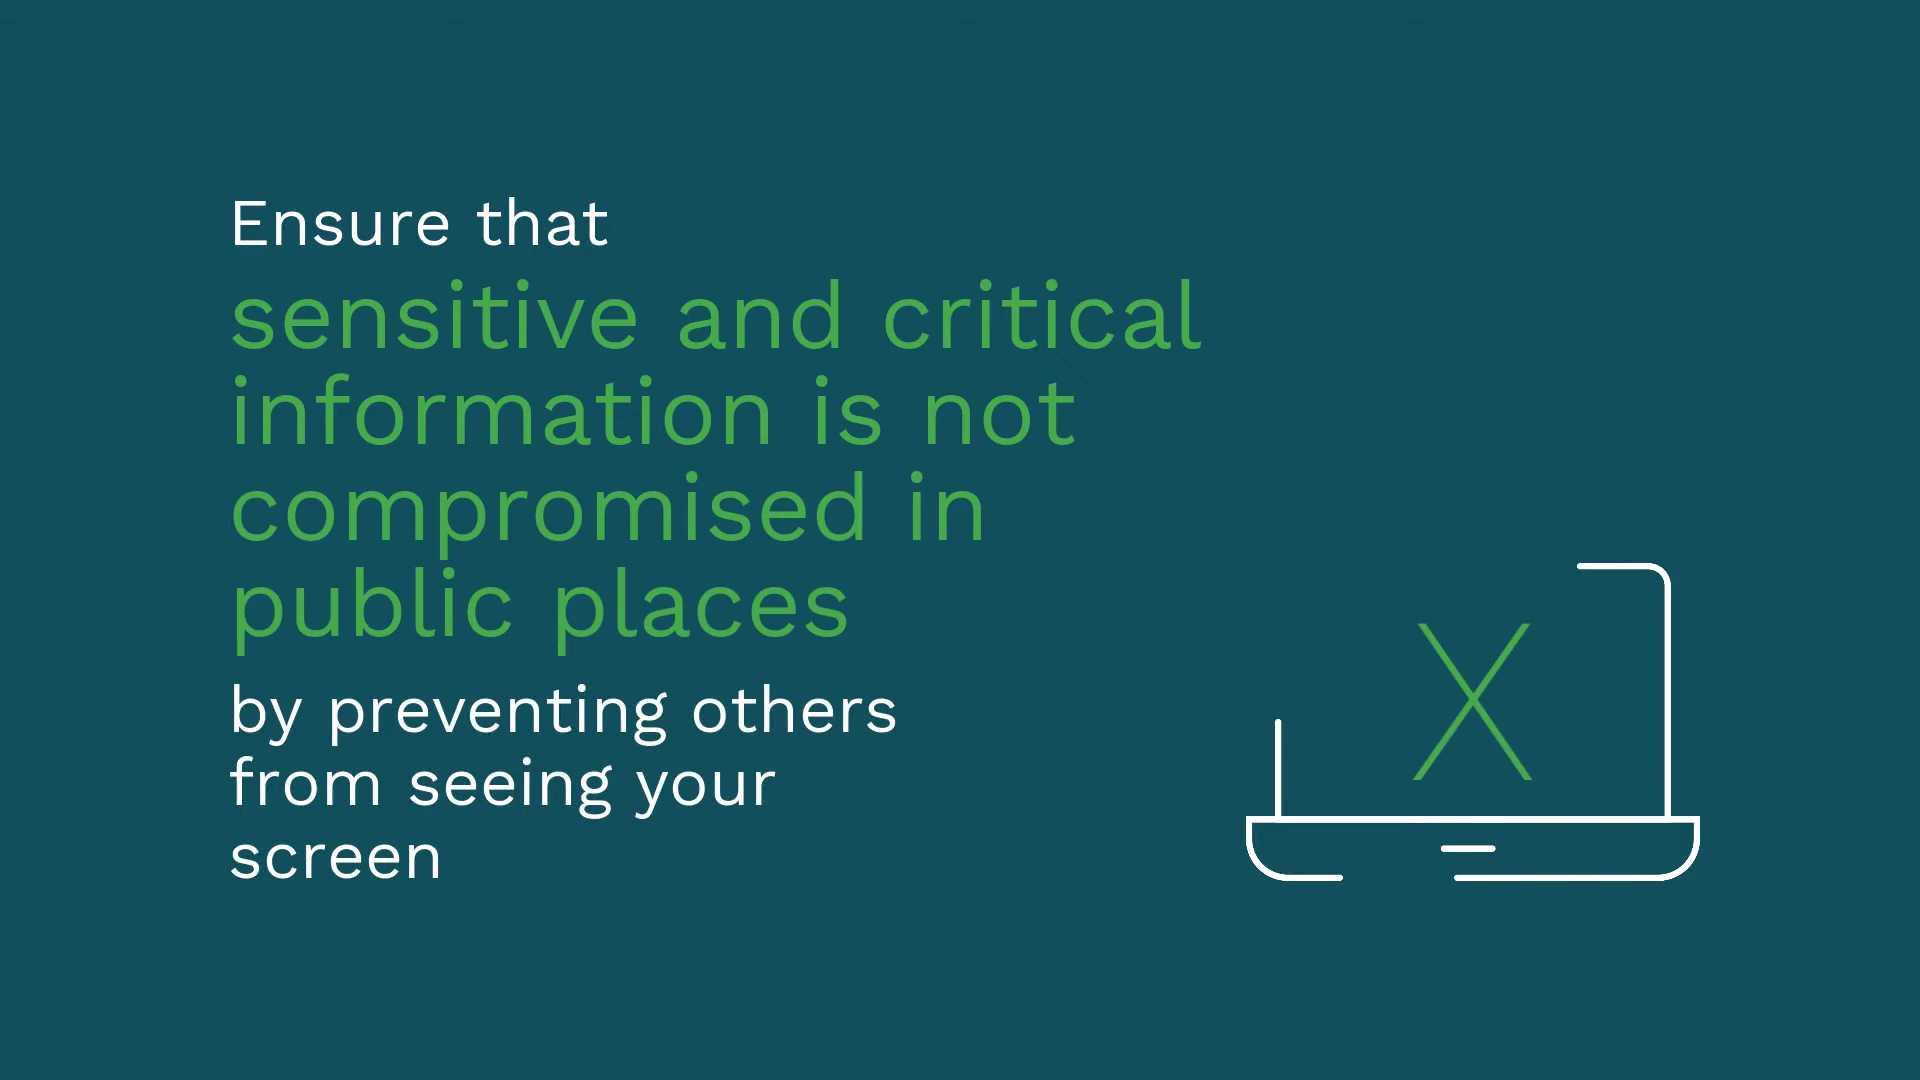 Ensure that
sensitive and critical
information is not
compromised in
public places
by preventing others
from seeing your
screen